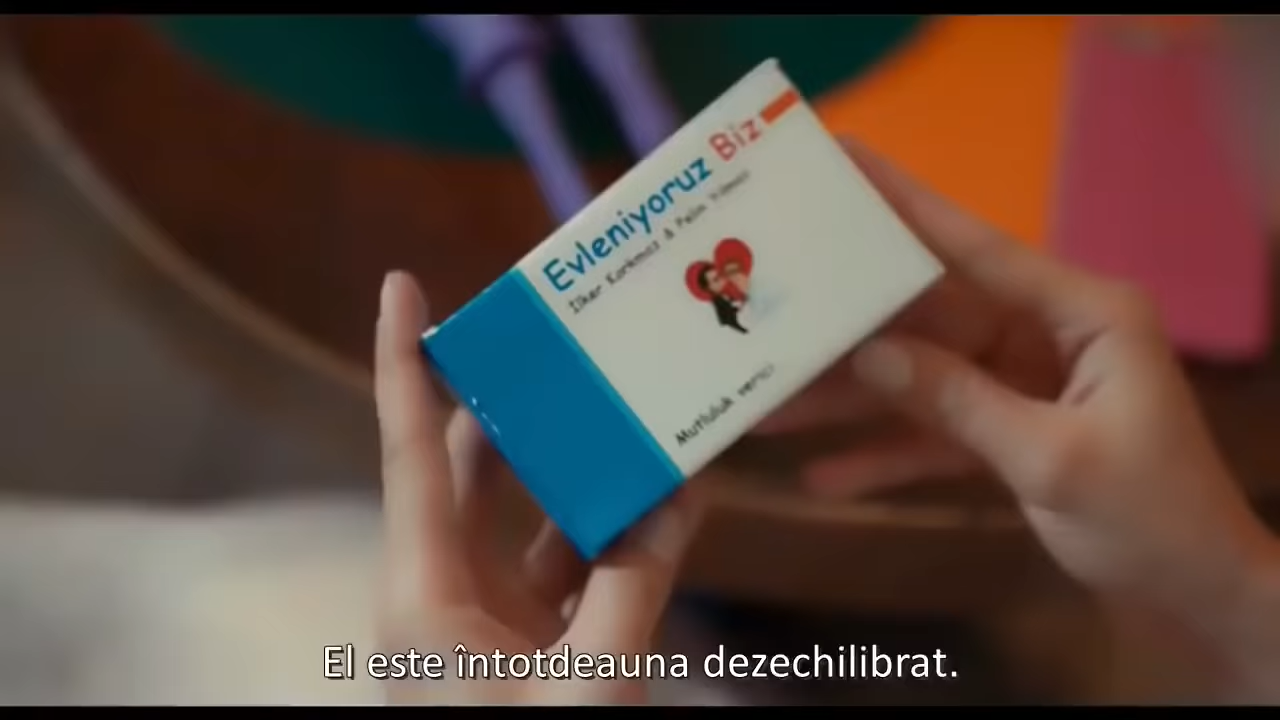 Evleniyoruz Biz
İlker Korkmaz & Pelin Yılmaz
Mutluluk verici
El este întotdeauna dezechilibrat.